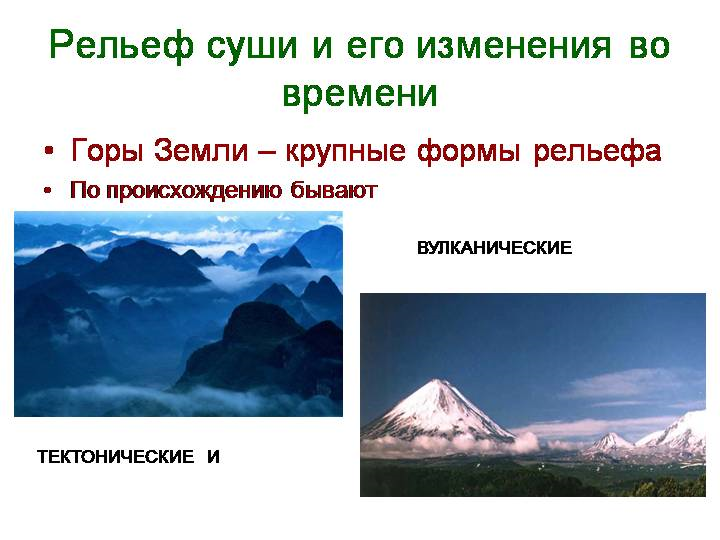 Рельеф суши и его изменения во
времени
• Горы Земли – крупные формы рельефа
• По происхождению бывают
ВУЛКАНИЧЕСКИЕ
ТЕКТОНИЧЕСКИЕ И